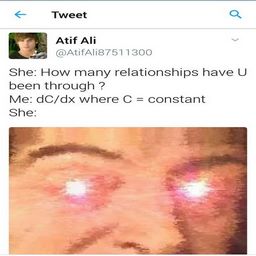 Tweet
Atif Ali
@AtifAli87511300
She: How many relationships have U
been through ?
Me: dC/dx where C = constant
She: